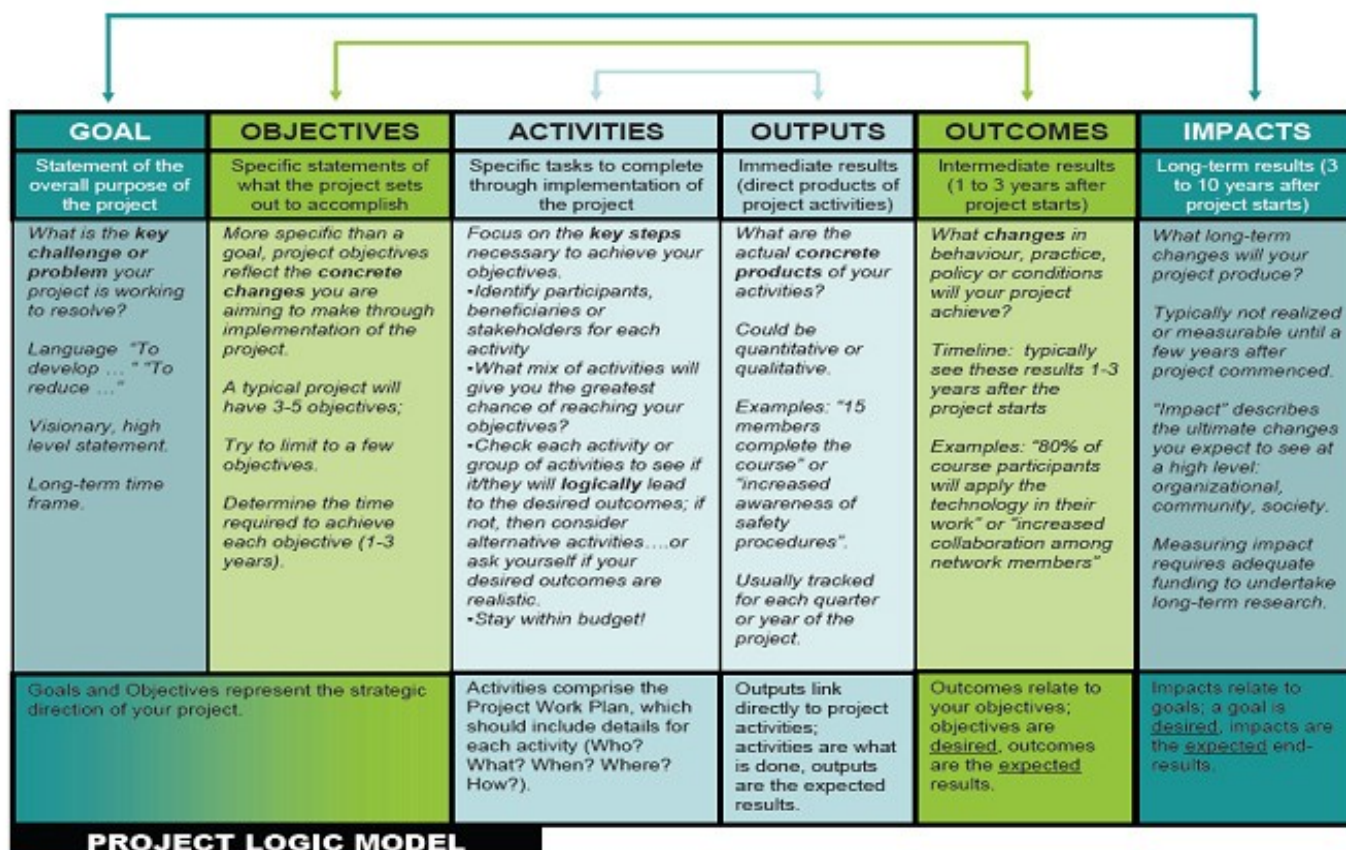 GOAL
OBJECTIVES
ACTIVITIES
OUTPUTS
OUTCOMES
IMPACTS
Statement of the
overall purpose of
the project
Specific statements of
what the project sets
out to accomplish
Specific tasks to complete
through implementation of
the project
Immediate results
(direct products of
project activities)
Intermediate results
(1 to 3 years after
project starts)
Long-term results (3
to 10 years after
project starts)
What is the key
challenge or
problem your
project is working
to resolve?
Language "To
develop ... " "To
reduce ..."
Visionary, high
level statement.
Long-term time
frame.
More specific than a
goal, project objectives
reflect the concrete
changes you are
aiming to make through
implementation of the
project.
A typical project will
have 3-5 objectives;
Try to limit to a few
objectives.
Determine the time
required to achieve
each objective (1-3
years).
Focus on the key steps
necessary to achieve your
objectives.
•Identify participants,
beneficiaries or
stakeholders for each
activity
•What mix of activities will
give you the greatest
chance of reaching your
objectives?
•Check each activity or
group of activities to see if
it/they will logically lead
to the desired outcomes; if
not, then consider
alternative activities....or
ask yourself if your
desired outcomes are
realistic.
•Stay within budget!
What are the
actual concrete
products of your
activities?
Could be
quantitative or
qualitative.
Examples: "15
members
complete the
course" or
"increased
awareness of
safety
procedures".
Usually tracked
for each quarter
or year of the
project.
What changes in
behaviour, practice,
policy or conditions
will your project
achieve?
Timeline: typically
see these results 1-3
years after the
project starts
Examples: "80% of
course participants
will apply the
technology in their
work" or "increased
collaboration among
network members"
What long-term
changes will your
project produce?
Typically not realized
or measurable until a
few years after
project commenced.
"Impact" describes
the ultimate changes
you expect to see at
a high level:
organizational,
community, society.
Measuring impact
requires adequate
funding to undertake
long-term research.
Goals and Objectives represent the strategic
direction of your project.
Activities comprise the
Project Work Plan, which
should include details for
each activity (Who?
What? When? Where?
How?).
Outputs link
directly to project
activities;
activities are what
is done, outputs
are the expected
results.
Outcomes relate to
your objectives;
objectives are
desired, outcomes
are the expected
results.
Impacts relate to
goals; a goal is
desired, impacts are
the expected end-
results.
PROJECT LOGIC MODEL